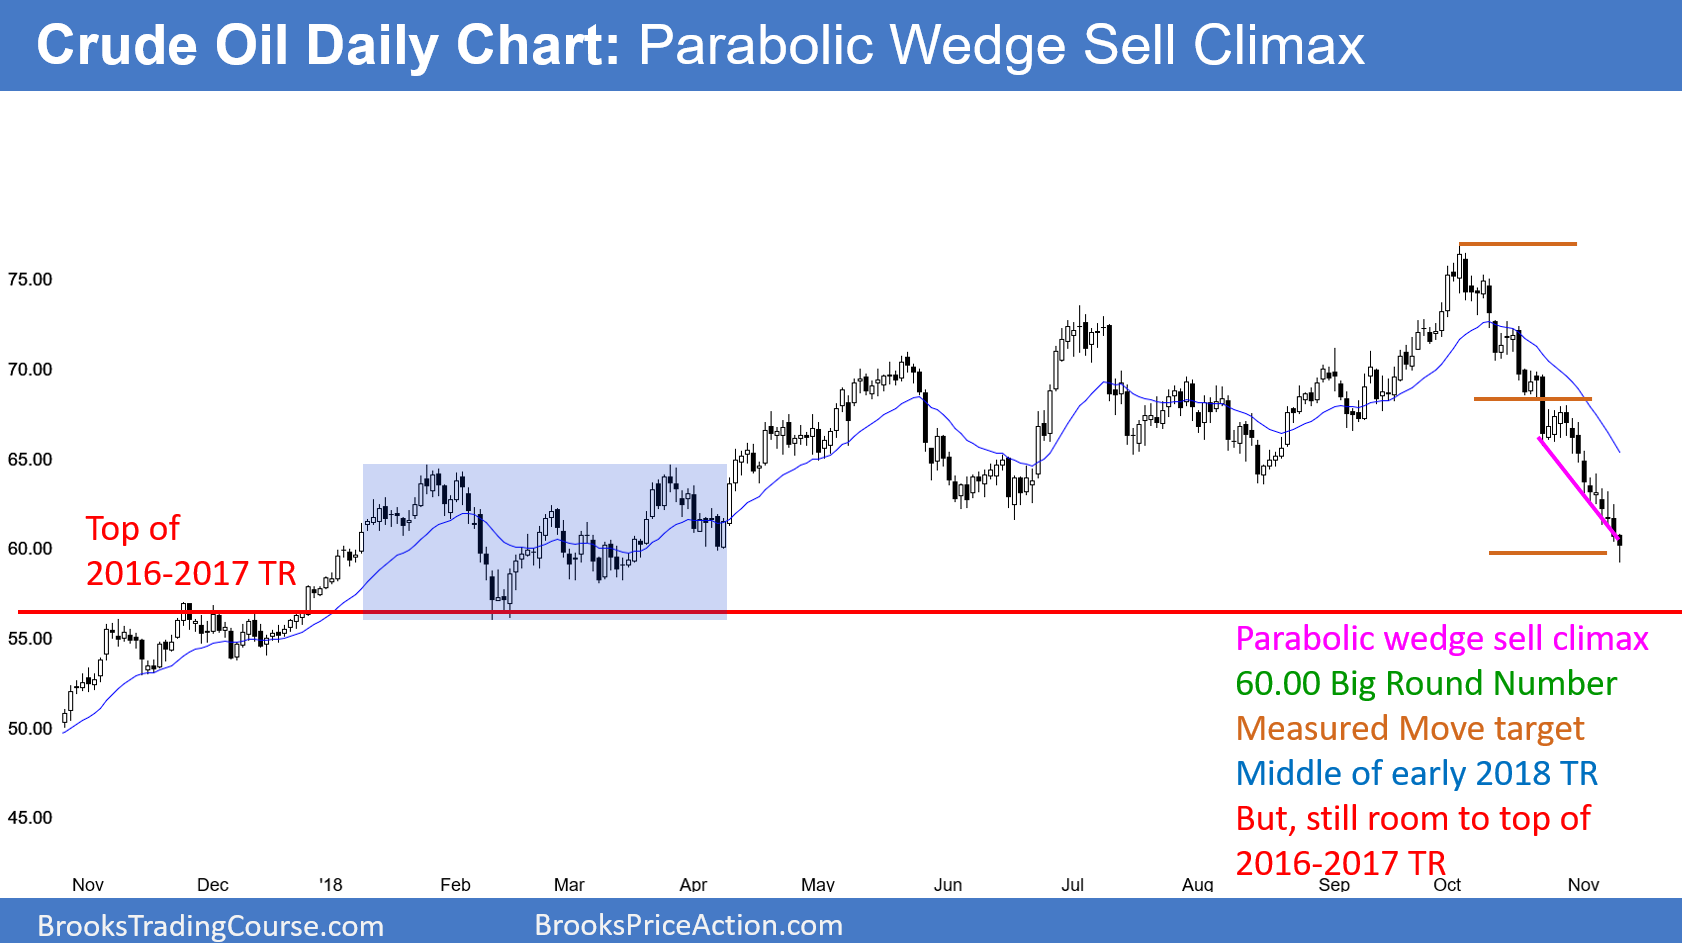 Crude Oil Daily Chart: Parabolic Wedge Sell Climax
75.00
70.00
65.00
60.00
55.00
50.00
45.00
Top of
2016-2017 TR
Parabolic wedge sell climax
60.00 Big Round Number
Measured Move target
Middle of early 2018 TR
But, still room to top of
2016-2017 TR
Nov Dec '18 Feb Mar Apr May Jun Jul Aug Sep Oct Nov
BrooksTradingCourse.com BrooksPriceAction.com